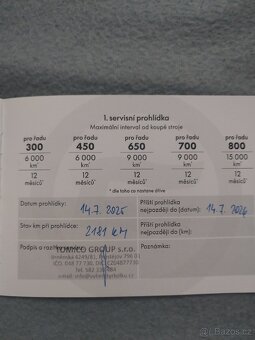 1. servisní prohlídka
Maximální interval od koupě stroje
pro řadu pro řadu pro řadu pro řadu pro řadu
300 450 650 700 800
6 000 6 000 9 000 9 000 15 000
km* km* km* km* km*
12 12 12 12 12
měsíců* měsíců* měsíců* měsíců* měsíců*
* dle toho co nastane dříve
Datum prohlídky: 14.7. 2025 Příští prohlídka nejpozději do (datum): 14.7. 2026
Stav km při prohlídce: 2181 KM Příští prohlídka nejpozději do (km):
Podpis a razítko
TOMICO GROUP s.r.o.
Poznámka:
Bazoš.cz